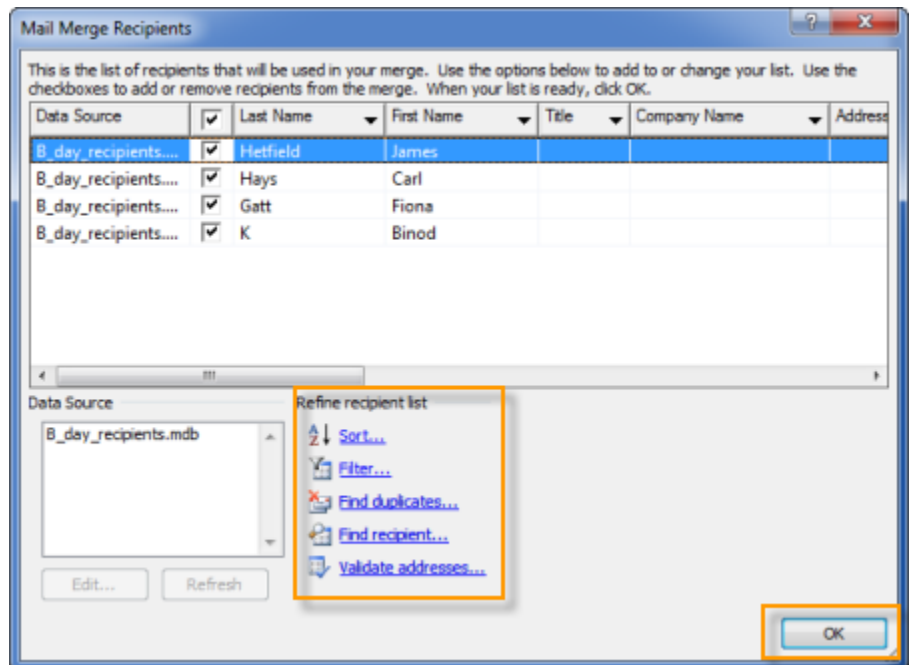 Mail Merge Recipients
This is the list of recipients that will be used in your merge. Use the options below to add to or change your list. Use the
checkboxes to add or remove recipients from the merge. When your list is ready, click OK.
Data Source Last Name First Name Title Company Name Address
B_day_recipients.... Hetfield James
B_day_recipients.... Hays Carl
B_day_recipients.... Gatt Fiona
B_day_recipients.... K Binod
Data Source Refine recipient list
B_day_recipients.mdb Sort...
Filter...
Find duplicates...
Find recipient...
Validate addresses...
Edit... Refresh
OK